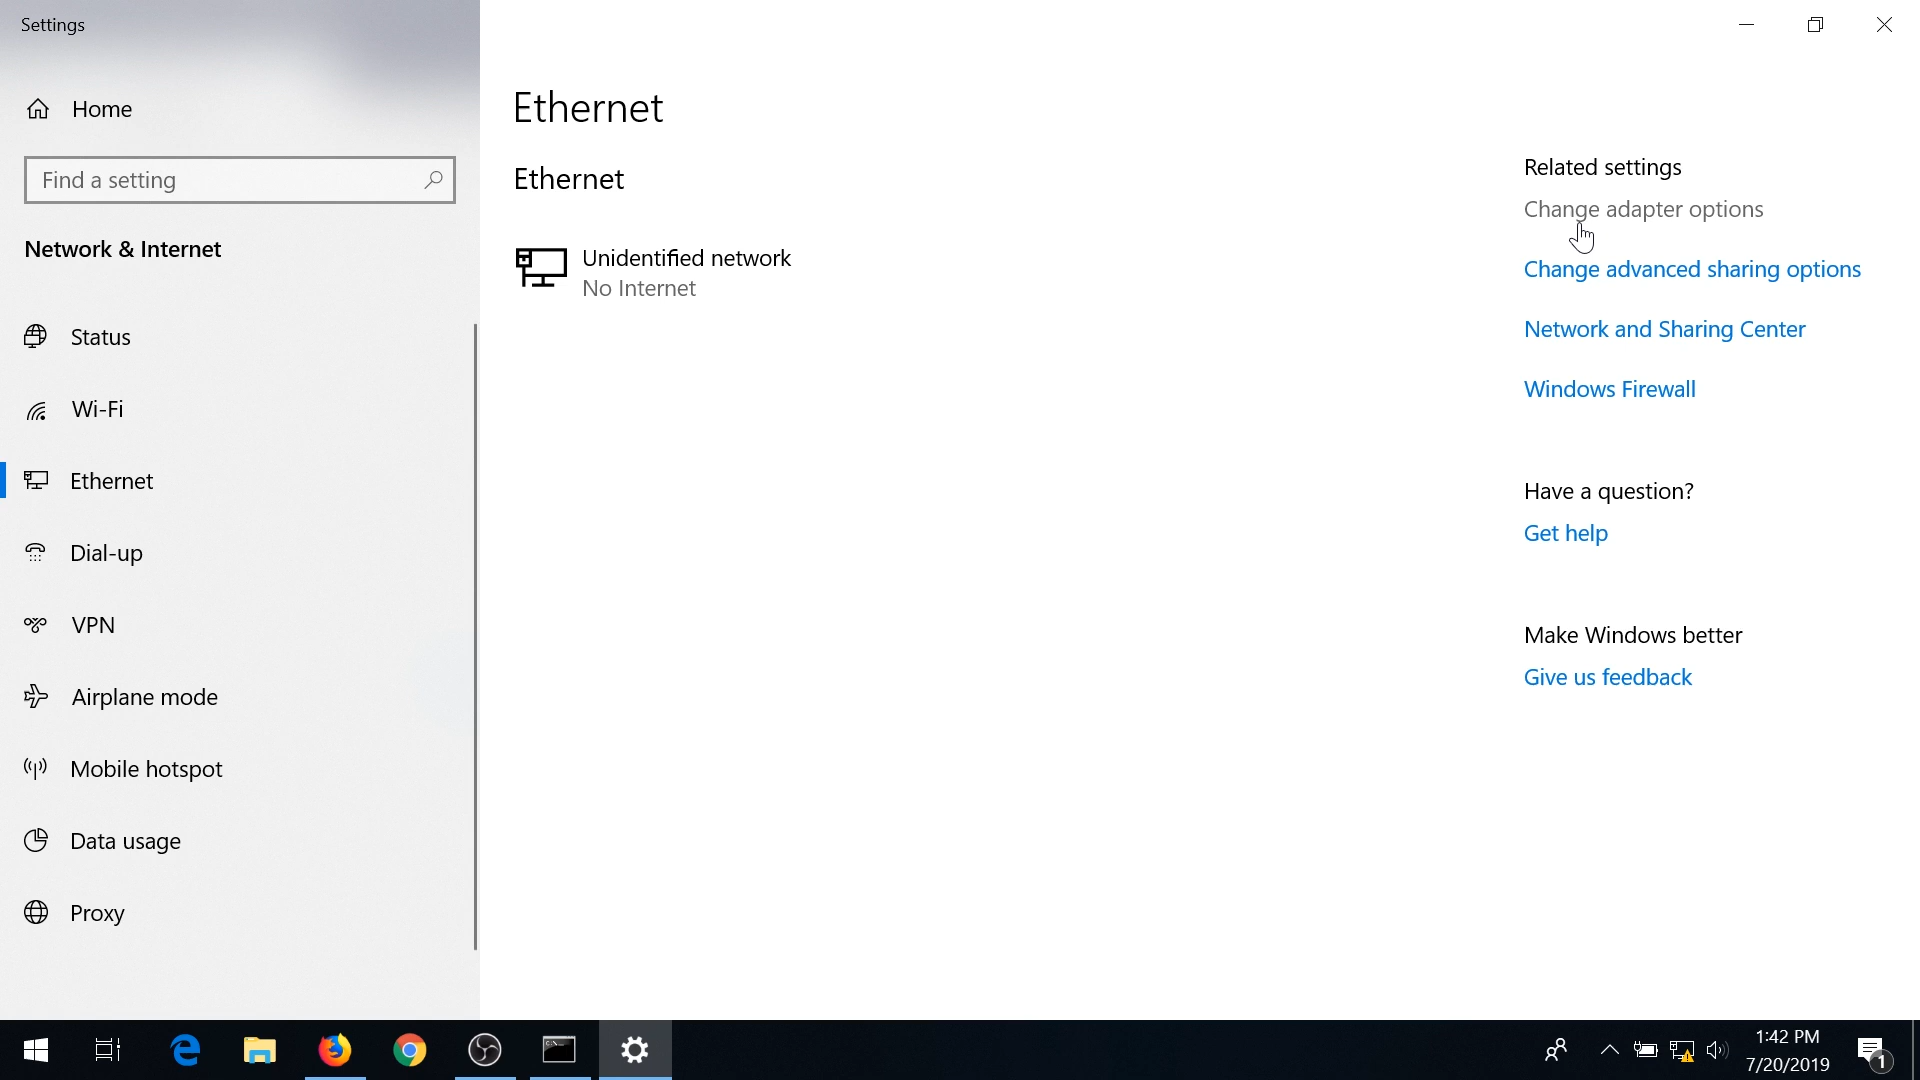 Settings
Home
Find a setting
Network & Internet
Status
Wi-Fi
Ethernet
Dial-up
VPN
Airplane mode
Mobile hotspot
Data usage
Proxy
Ethernet
Ethernet
Unidentified network
No Internet
Related settings
Change adapter options
Change advanced sharing options
Network and Sharing Center
Windows Firewall
Have a question?
Get help
Make Windows better
Give us feedback
1:42 PM
7/20/2019
1